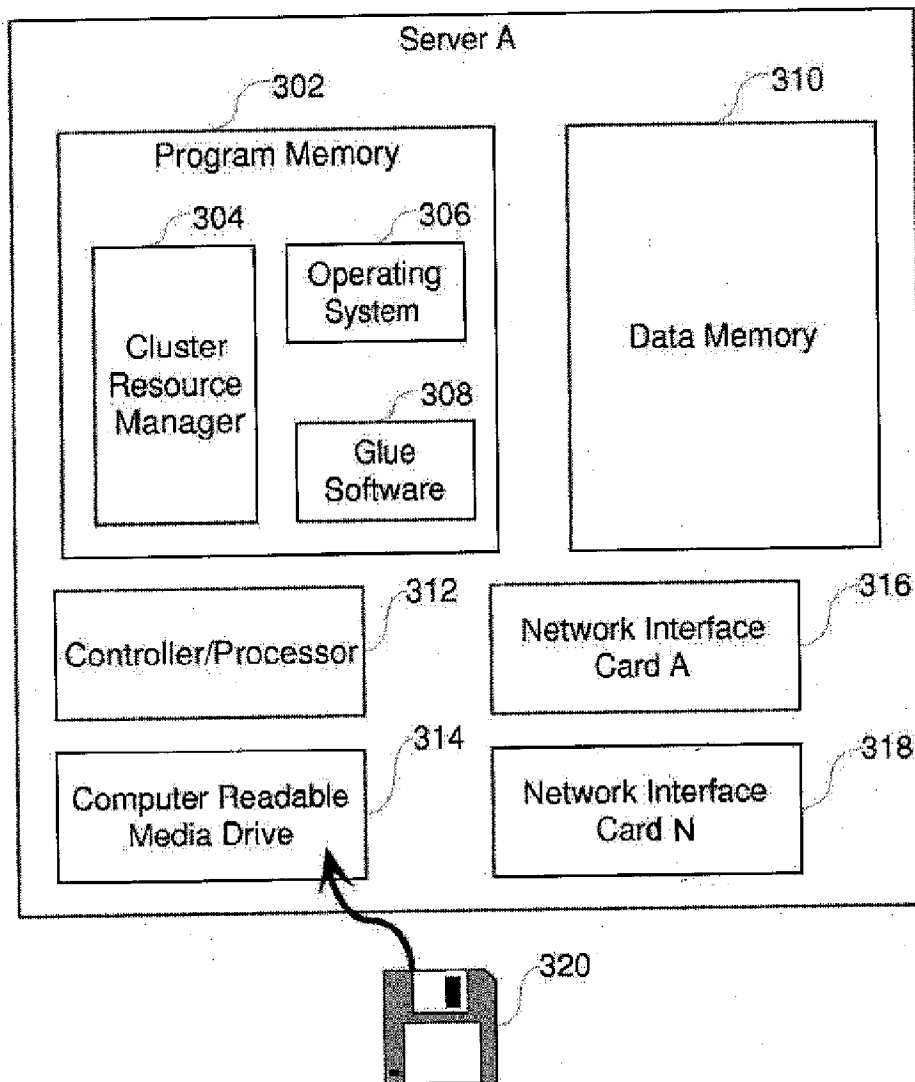 Server A
302
310
Program Memory
304
306
Operating
System
Cluster
Resource
Manager
308
Glue
Software
Data Memory
312
316
Controller/Processor
Network Interface
Card A
314
318
Computer Readable
Media Drive
Network Interface
Card N
320